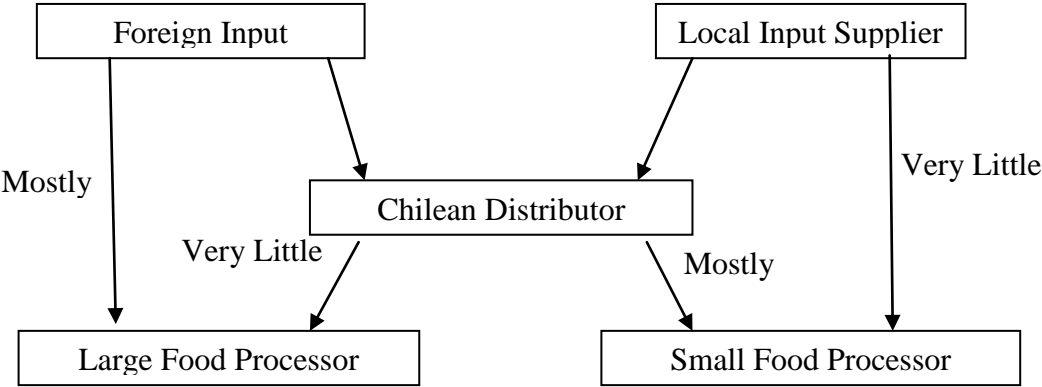 Foreign Input
Local Input Supplier
Mostly
Very Little
Chilean Distributor
Very Little
Mostly
Large Food Processor
Small Food Processor